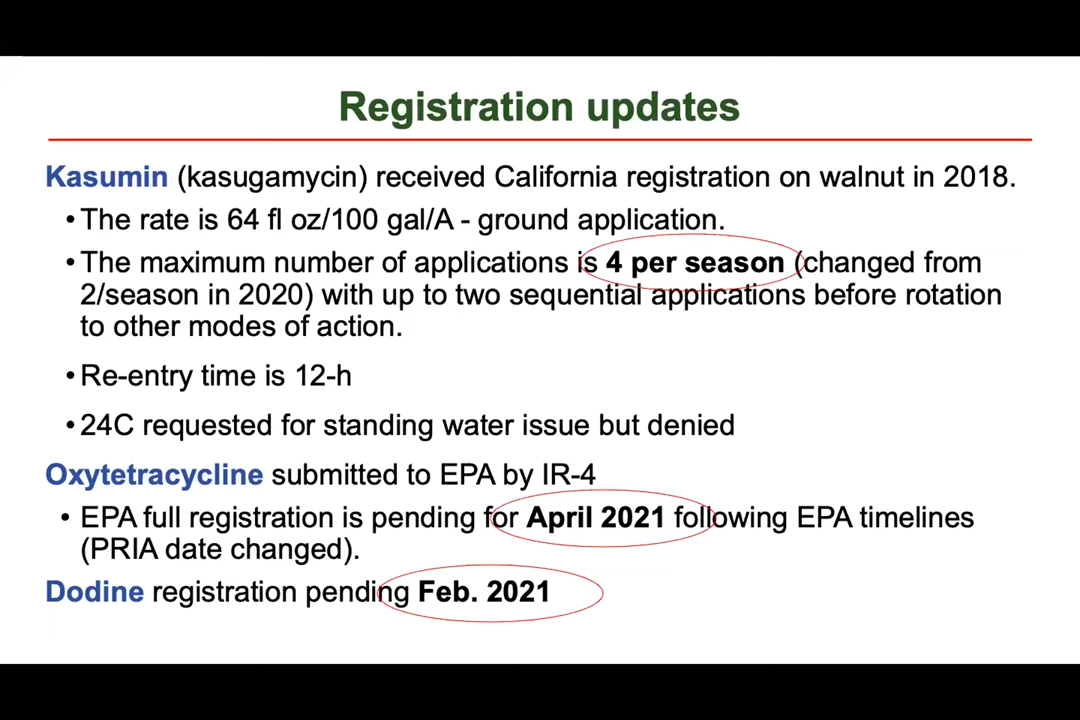 Registration updates
Kasumin (kasugamycin) received California registration on walnut in 2018.
• The rate is 64 fl oz/100 gal/A - ground application.
• The maximum number of applications is 4 per season (changed from
2/season in 2020) with up to two sequential applications before rotation
to other modes of action.
• Re-entry time is 12-h
• 24C requested for standing water issue but denied
Oxytetracycline submitted to EPA by IR-4
• EPA full registration is pending for April 2021 following EPA timelines
(PRIA date changed).
Dodine registration pending Feb. 2021